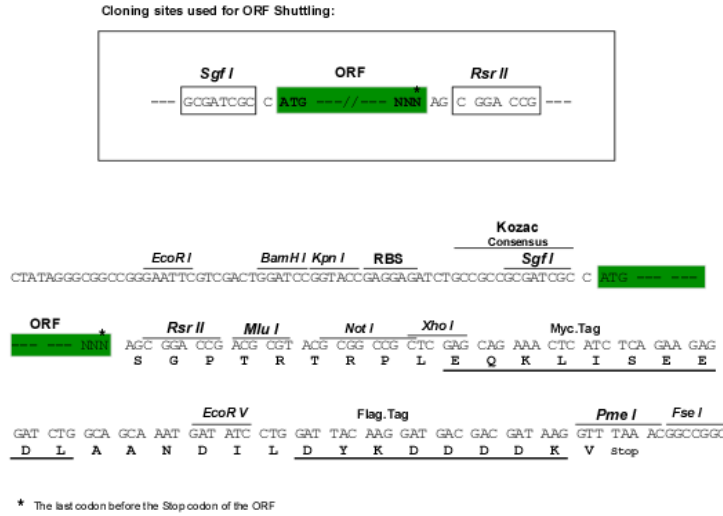 Cloning sites used for ORF Shuttling:
Sgf I ORF Rsr II
--- GCGATCGC C ATG ---//--- NNN AG C GGA CCG ---
*
Kozac
Consensus
EcoR I BamH I Kpn I RBS Sgf I
CTATAGGGCGGCCGGGAATTCGTCGACTGGATCCGGTACCGAGGAGATCTGCCGCCGCGATCGC C ATG --- ---
ORF * Rsr II Mlu I Not I Xho I Myc.Tag
--- --- NNN AGC GGA CCG ACG CGT ACG CGG CCG CTC GAG CAG AAA CTC ATC TCA GAA GAG
S G P T R T R P L E Q K L I S E E
EcoR V Flag.Tag Pme I Fse I
GAT CTG GCA GCA AAT GAT ATC CTG GAT TAC AAG GAT GAC GAC GAT AAG GTT TAA ACGGCCGGC
D L A A N D I L D Y K D D D D K V Stop
* The last codon before the Stop codon of the ORF